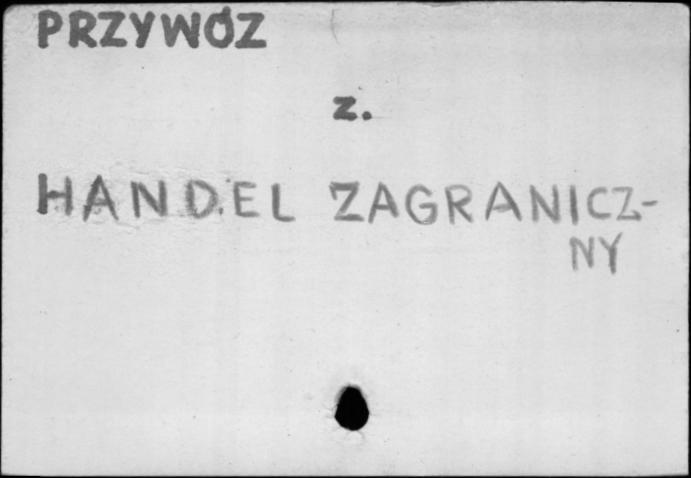 PRZYWÓZ
z.
HANDEL ZAGRANICZ-
NY